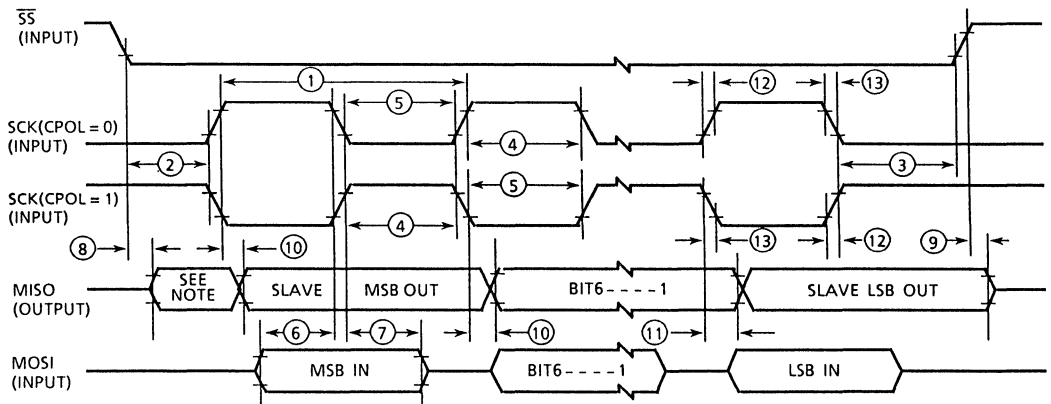 SS
(INPUT)
1
12
13
5
SCK(CPOL = 0)
(INPUT)
4
2
3
5
SCK(CPOL = 1)
(INPUT)
4
8
10
13
12
9
MISO
(OUTPUT)
SEE
NOTE
SLAVE
MSB OUT
BIT6 - - - - 1
SLAVE LSB OUT
6
7
10
11
MOSI
(INPUT)
MSB IN
BIT6 - - - - 1
LSB IN